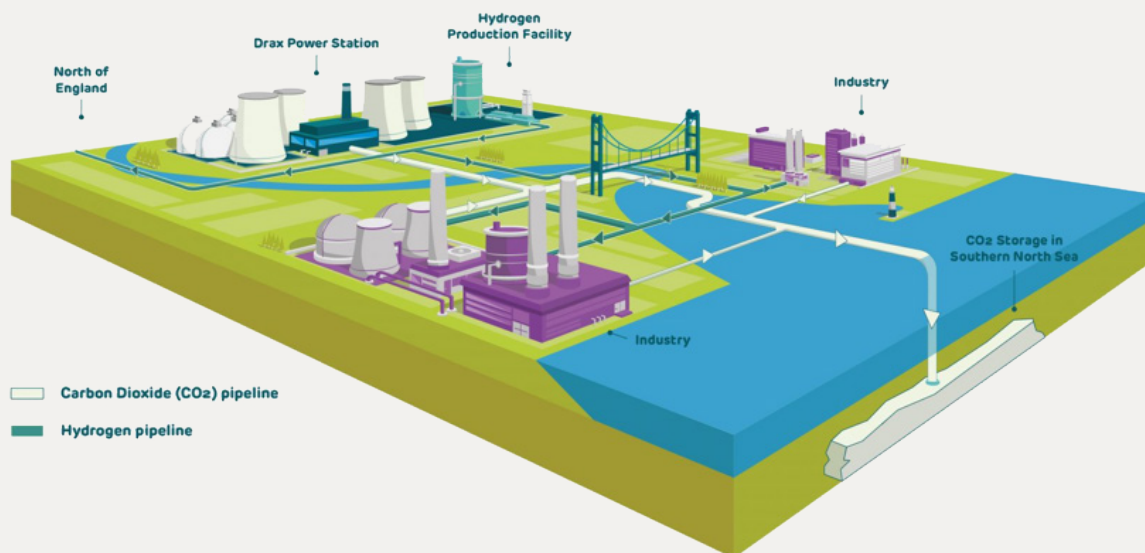 Hydrogen
Production Facility
Drax Power Station
North of
England
Industry
CO2 Storage in
Southern North Sea
Industry
Carbon Dioxide (CO2) pipeline
Hydrogen pipeline